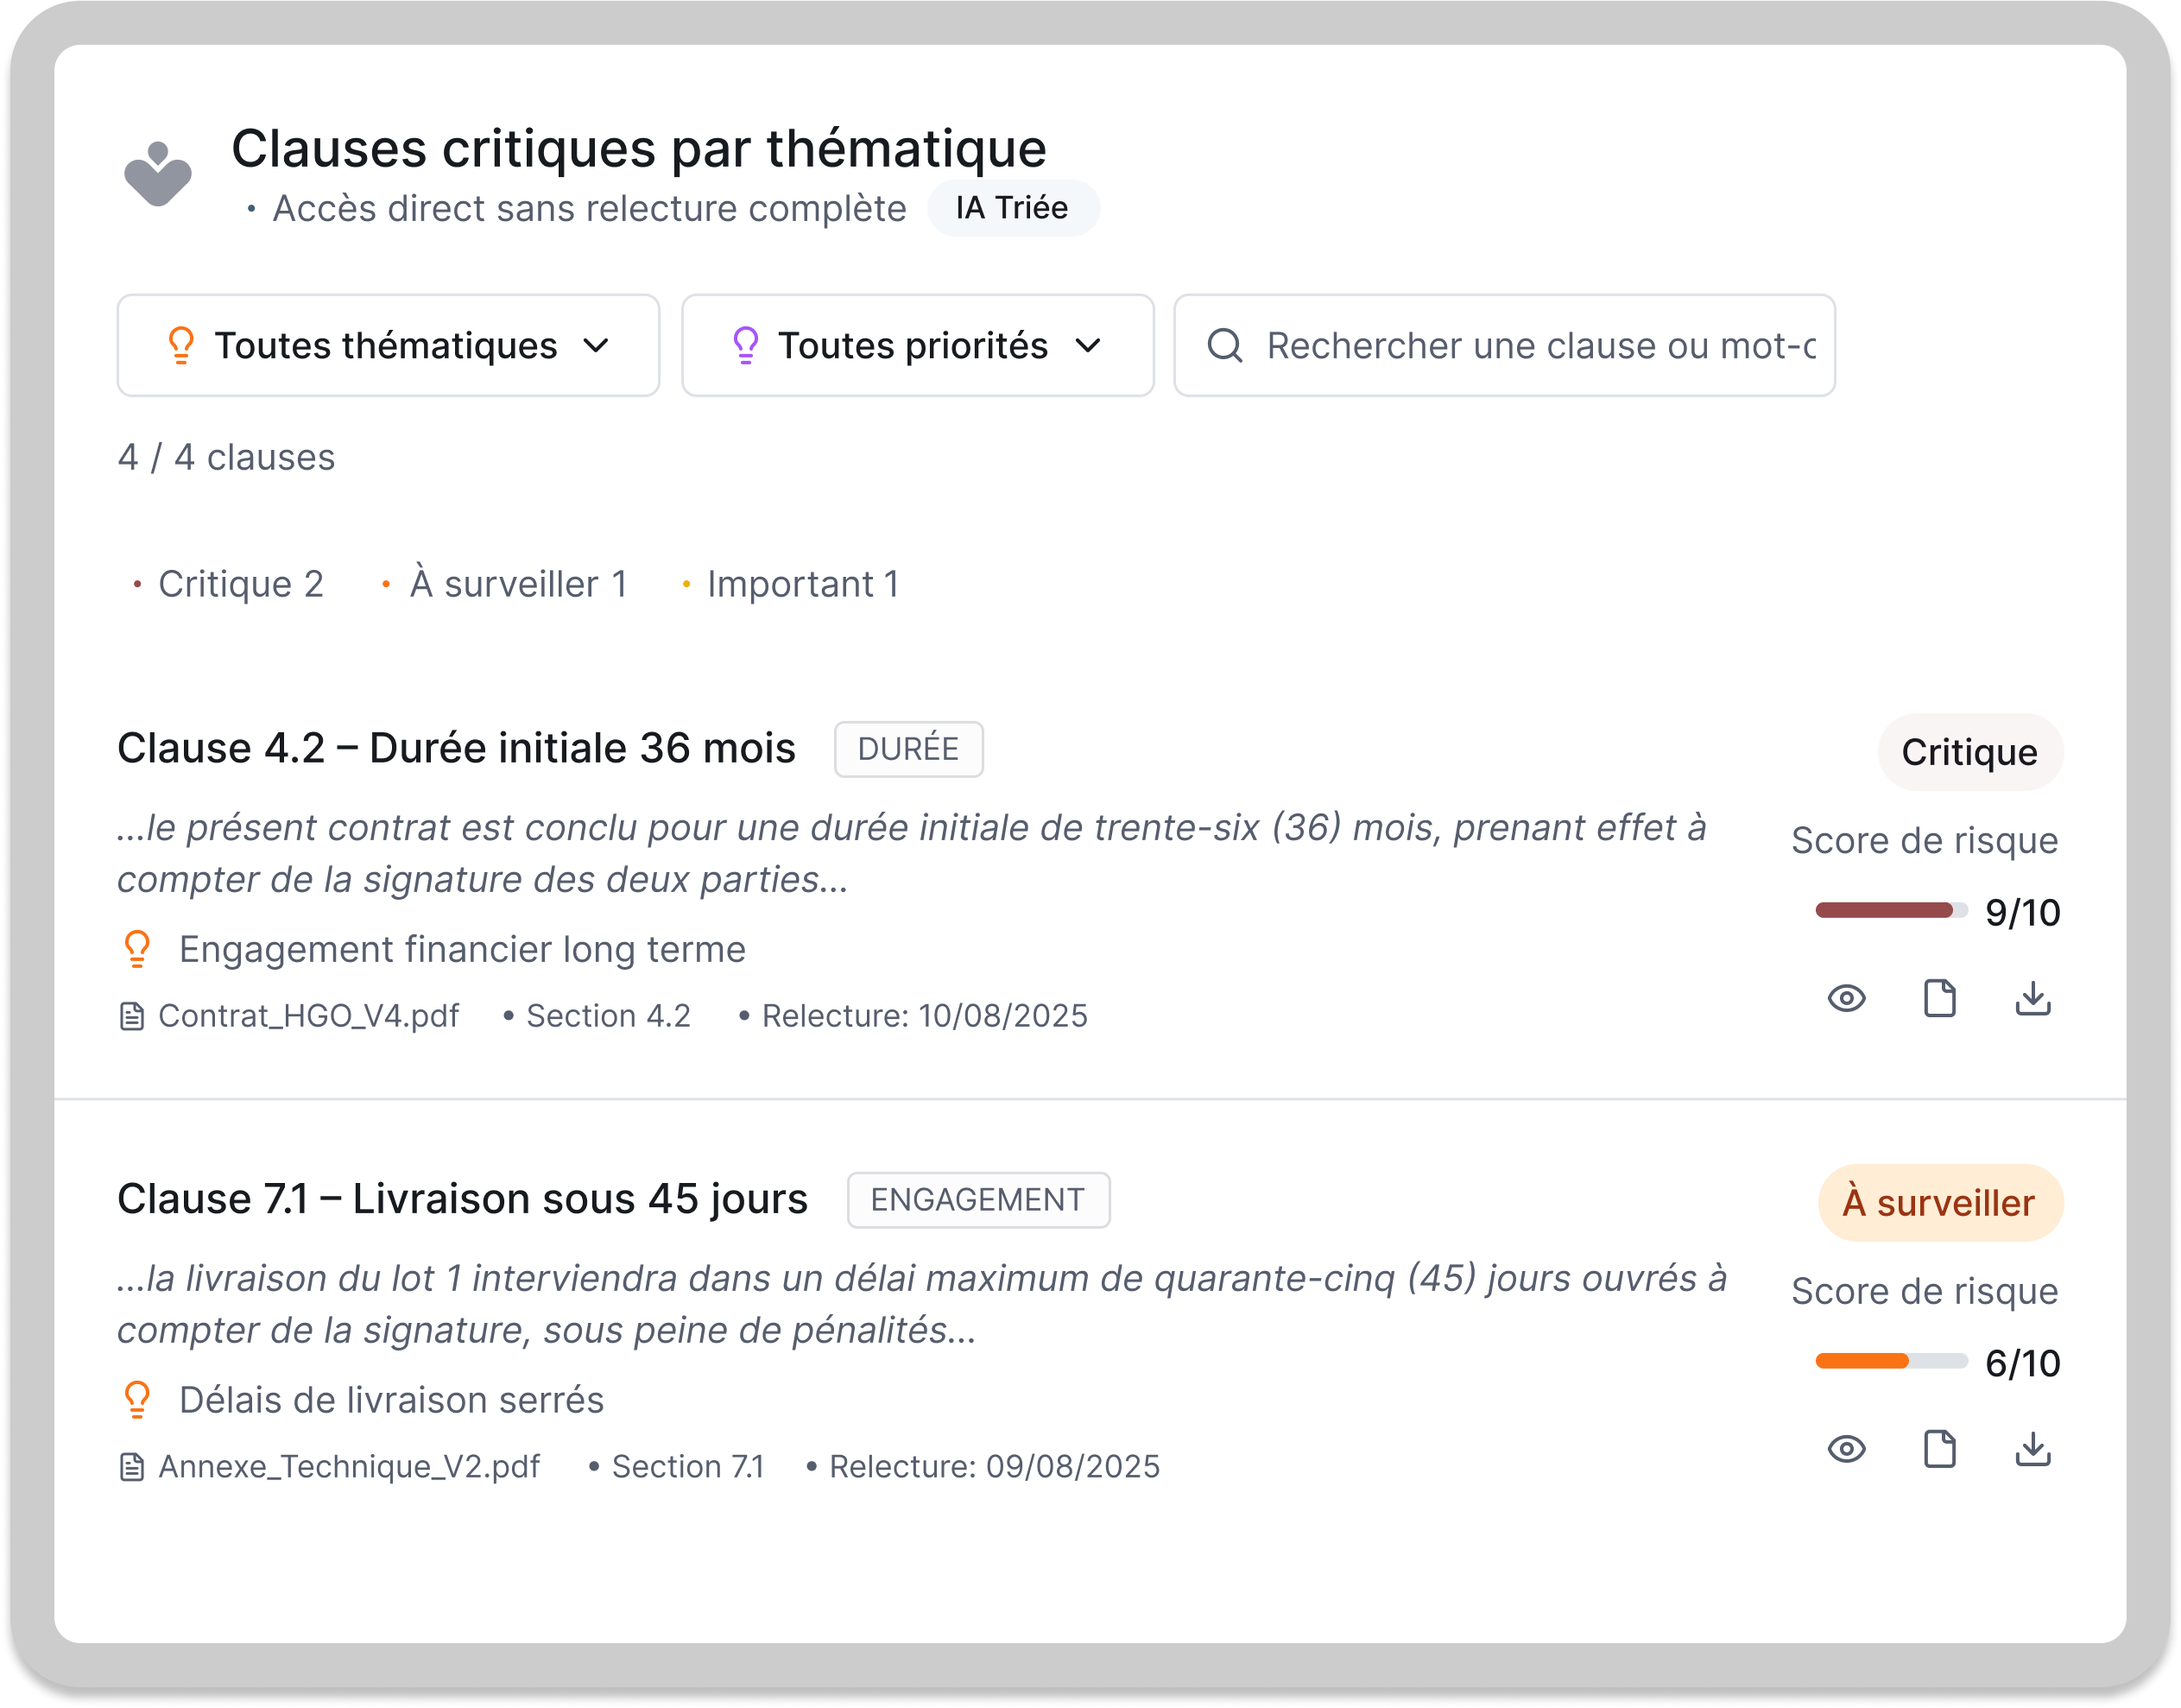 Clauses critiques par thématique
• Accès direct sans relecture complète IA Triée
Toutes thématiques Toutes priorités Rechercher une clause ou mot-c
4 / 4 clauses
• Critique 2 • À surveiller 1 • Important 1
Clause 4.2 – Durée initiale 36 mois DURÉE Critique
...le présent contrat est conclu pour une durée initiale de trente-six (36) mois, prenant effet à
compter de la signature des deux parties...
Score de risque
9/10
Engagement financier long terme
Contrat_HGO_V4.pdf • Section 4.2 • Relecture: 10/08/2025
Clause 7.1 – Livraison sous 45 jours ENGAGEMENT À surveiller
...la livraison du lot 1 interviendra dans un délai maximum de quarante-cinq (45) jours ouvrés à
compter de la signature, sous peine de pénalités...
Score de risque
6/10
Délais de livraison serrés
Annexe_Technique_V2.pdf • Section 7.1 • Relecture: 09/08/2025